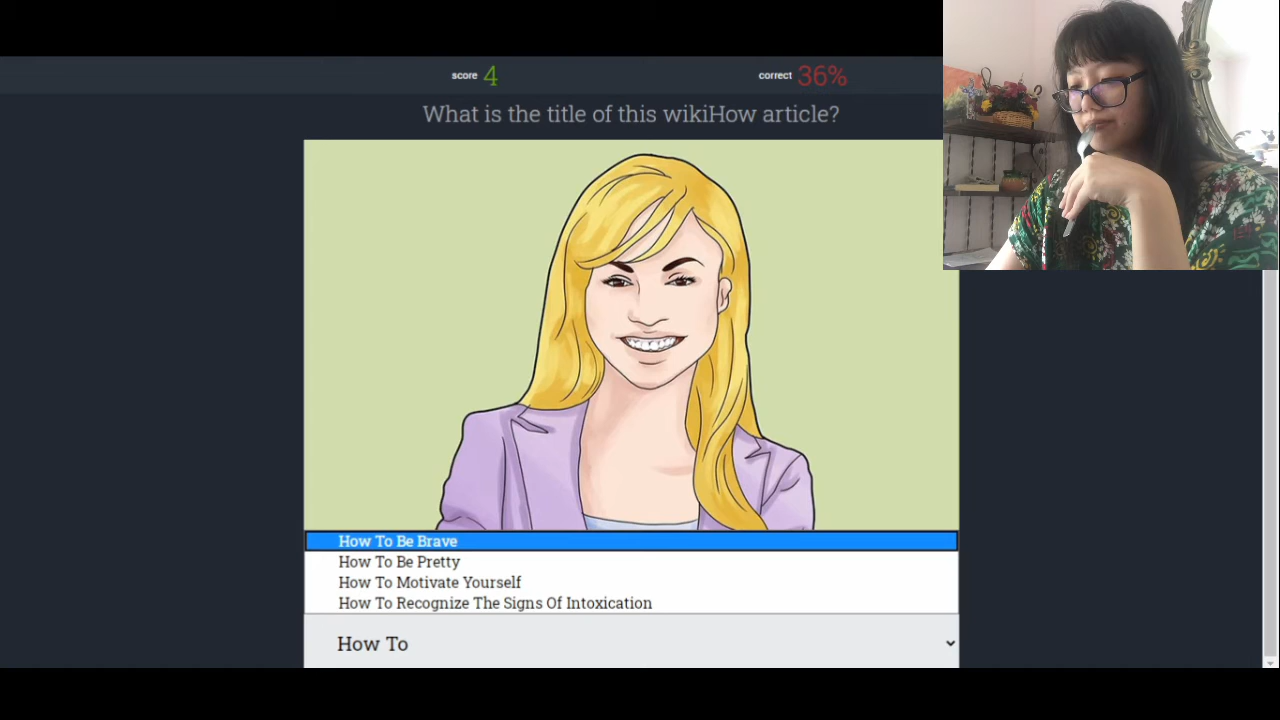 score 4 correct 36%
What is the title of this wikiHow article?
How To Be Brave
How To Be Pretty
How To Motivate Yourself
How To Recognize The Signs Of Intoxication
How To